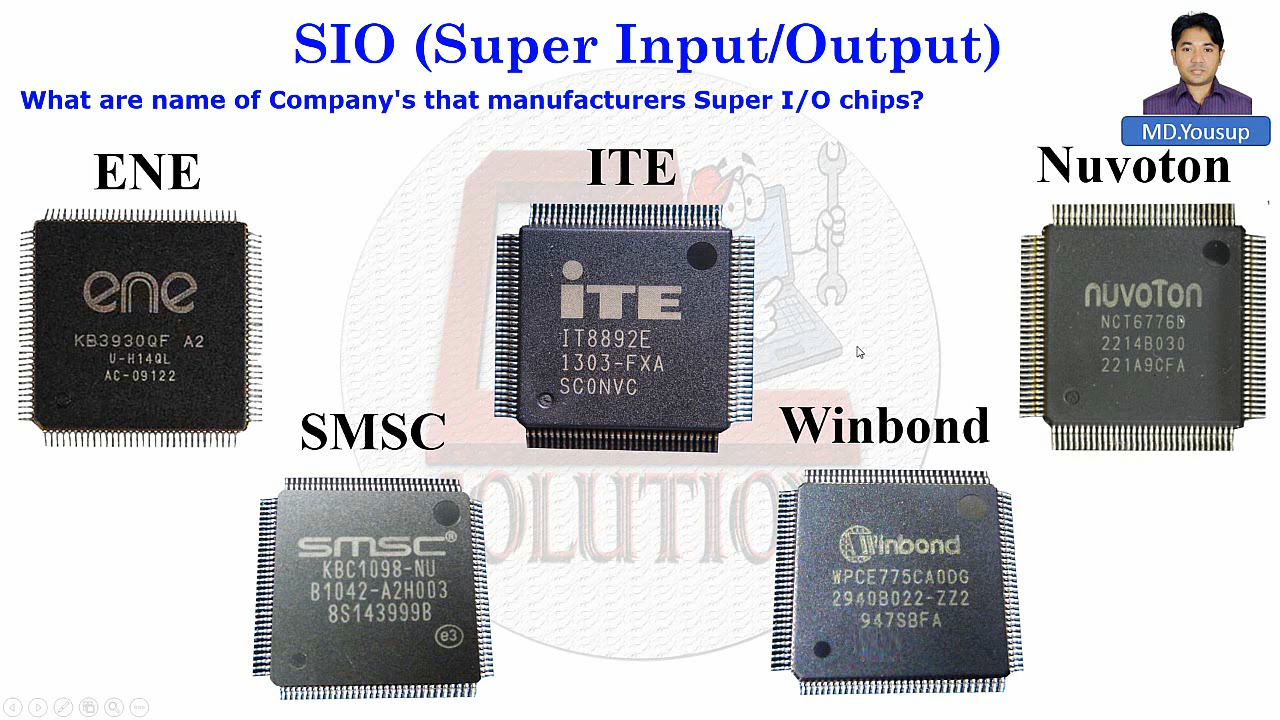 SIO (Super Input/Output)
What are name of Company's that manufacturers Super I/O chips?
MD.Yousup
ENE
ITE
Nuvoton
ene
KB3930QF A2
U-H14QL
AC-09122
iTE
IT8892E
1303-FXA
SC0NVC
nuvoTon
NCT6776D
2214B030
221A9CFA
SMSC
Winbond
smsc®
KBC1098-NU
B1042-A2H003
8S143999B
e3
Winbond
WPCE775CA0DG
2940B022-ZZ2
947SBFA
OLUTIO